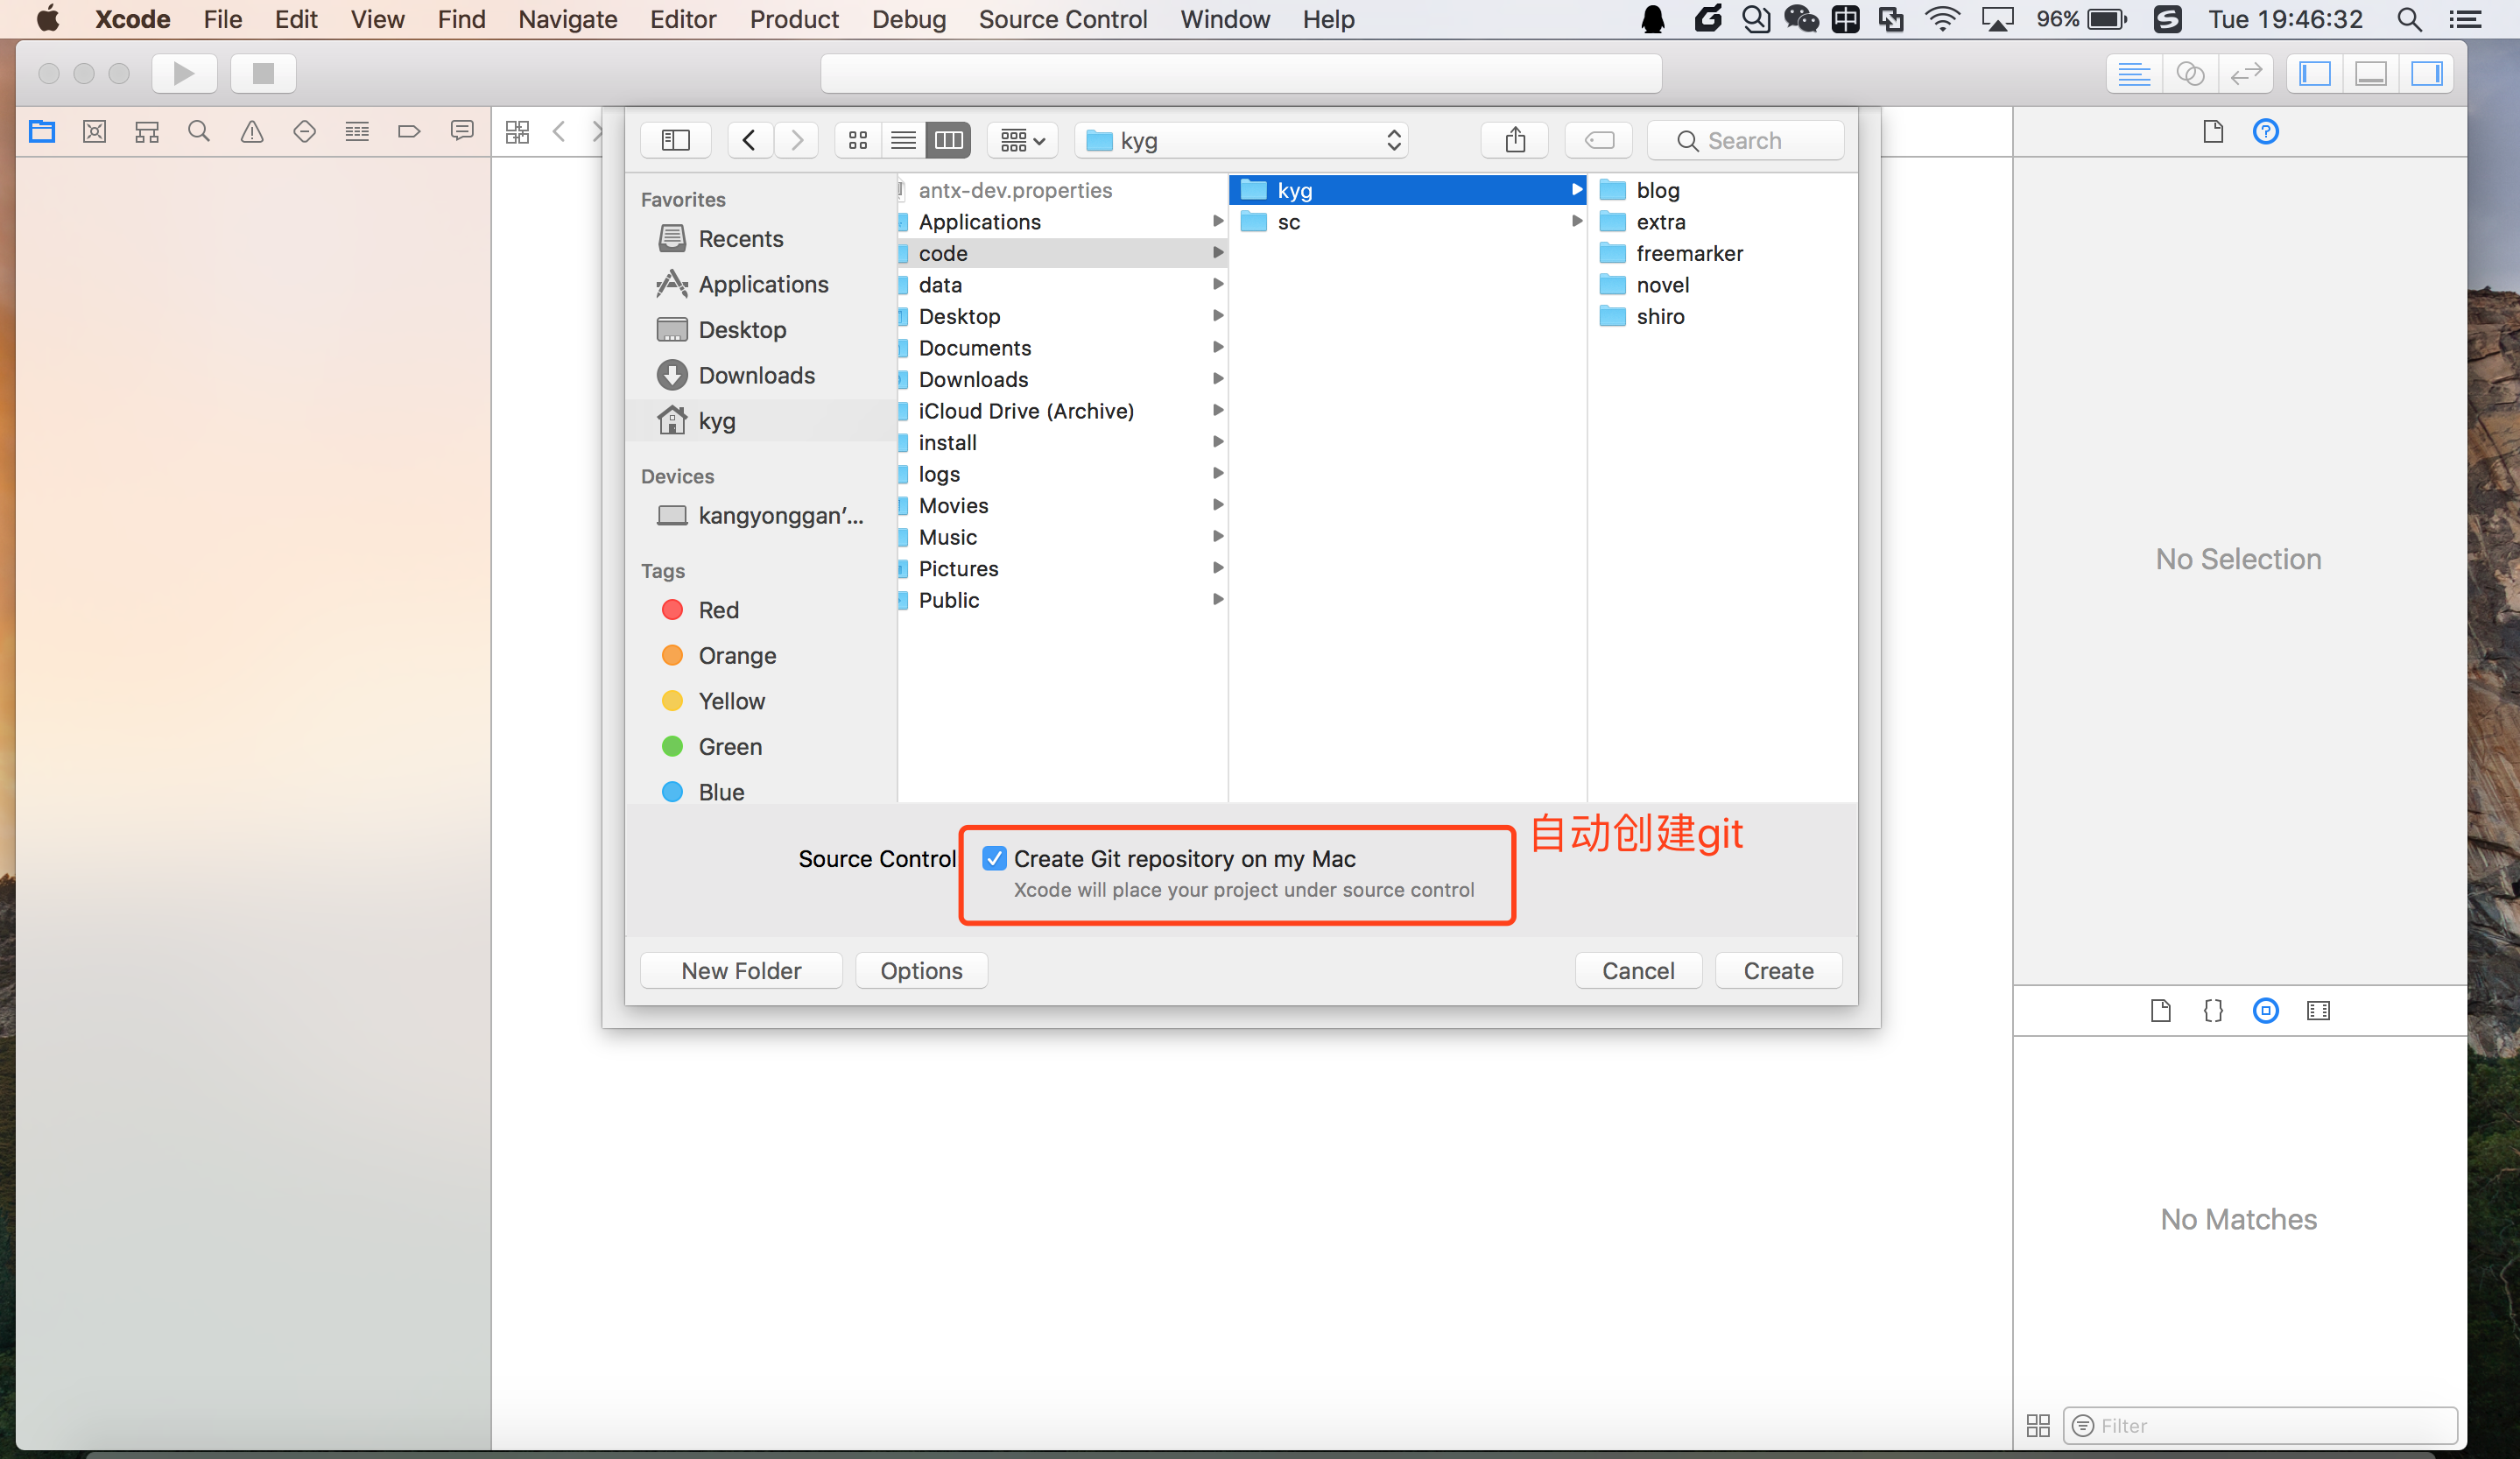 Xcode File Edit View Find Navigate Editor Product Debug Source Control Window Help 中 96% S Tue 19:46:32
kyg
Search
Favorites
Recents
Applications
Desktop
Downloads
kyg
Devices
kangyonggan’...
Tags
Red
Orange
Yellow
Green
Blue
antx-dev.properties
Applications
code
data
Desktop
Documents
Downloads
iCloud Drive (Archive)
install
logs
Movies
Music
Pictures
Public
kyg
sc
blog
extra
freemarker
novel
shiro
Source Control
Create Git repository on my Mac
Xcode will place your project under source control
自动创建git
New Folder Options Cancel Create
No Selection
No Matches
Filter